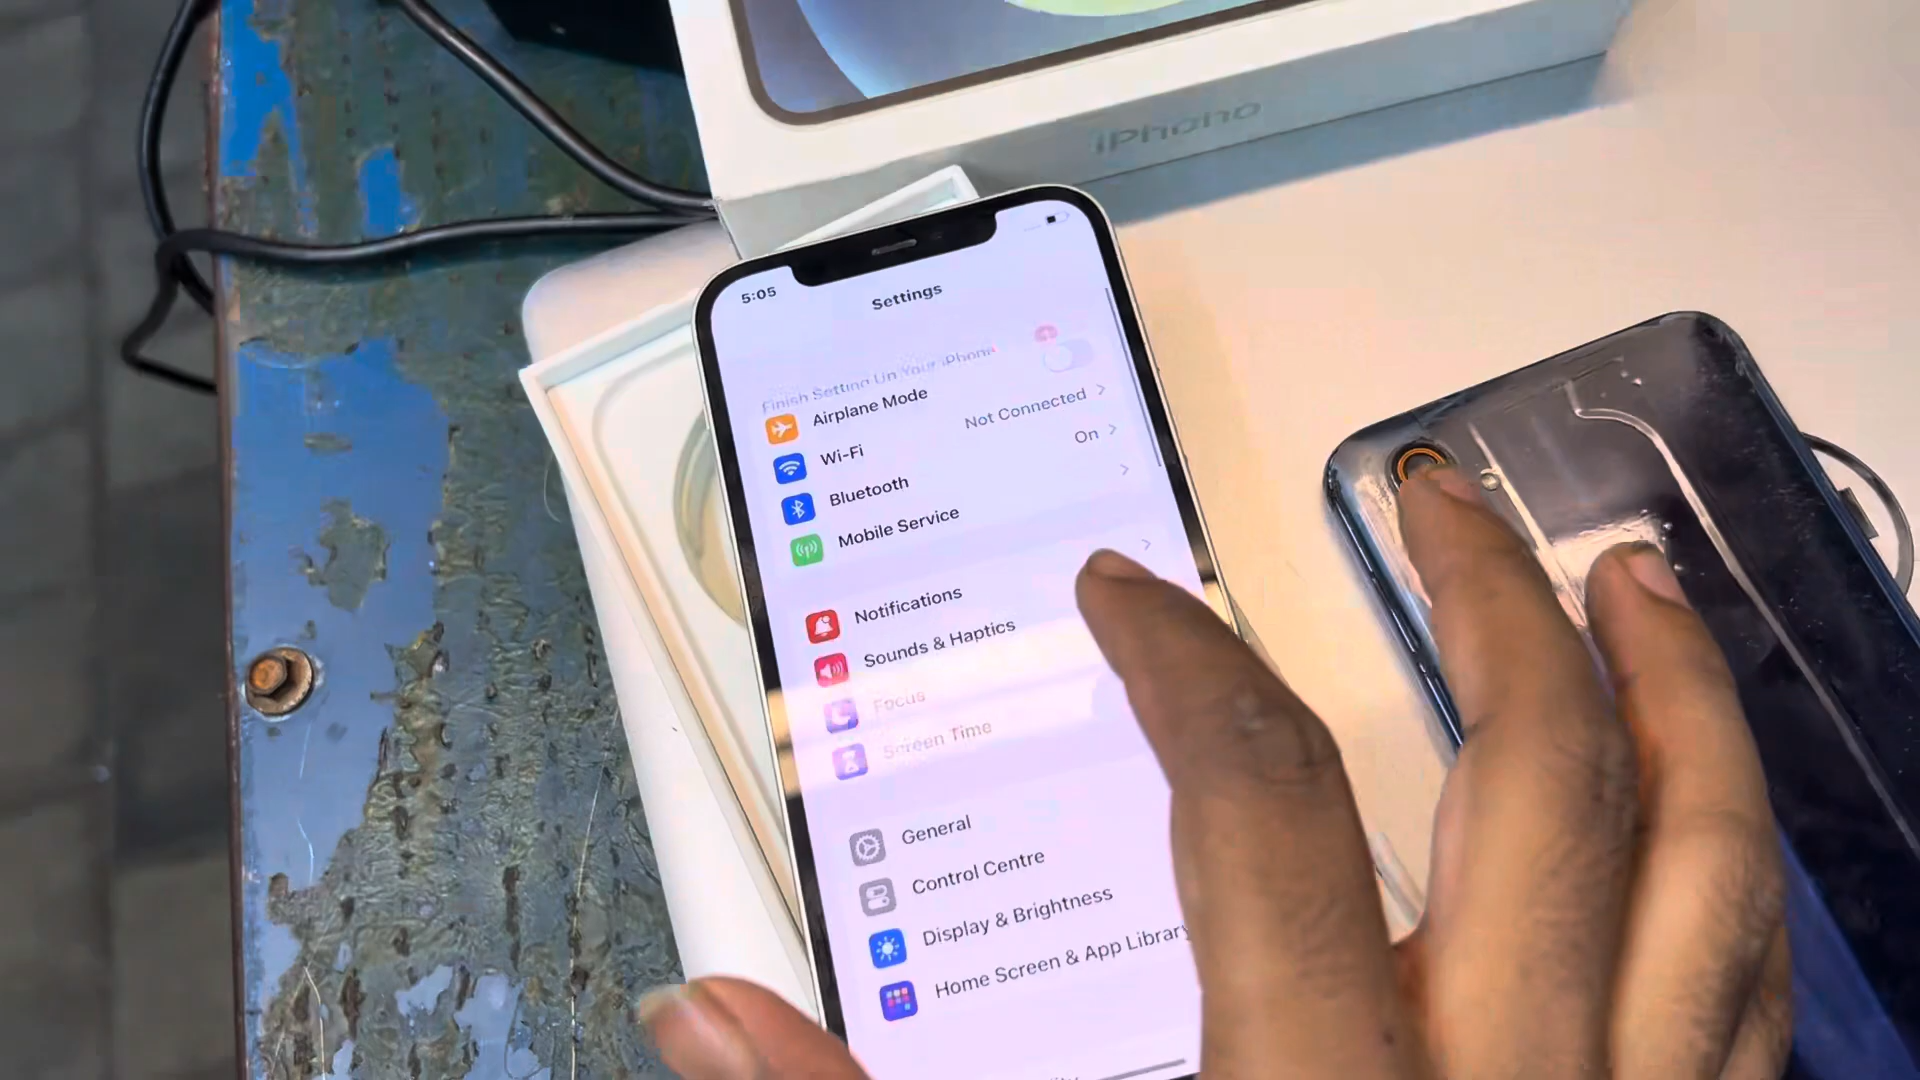 iPhone
5:05
Settings
Finish Setting Up Your iPhone
Airplane Mode
Wi-Fi
Not Connected
Bluetooth
On
Mobile Service
Notifications
Sounds & Haptics
Focus
Screen Time
General
Control Centre
Display & Brightness
Home Screen & App Library